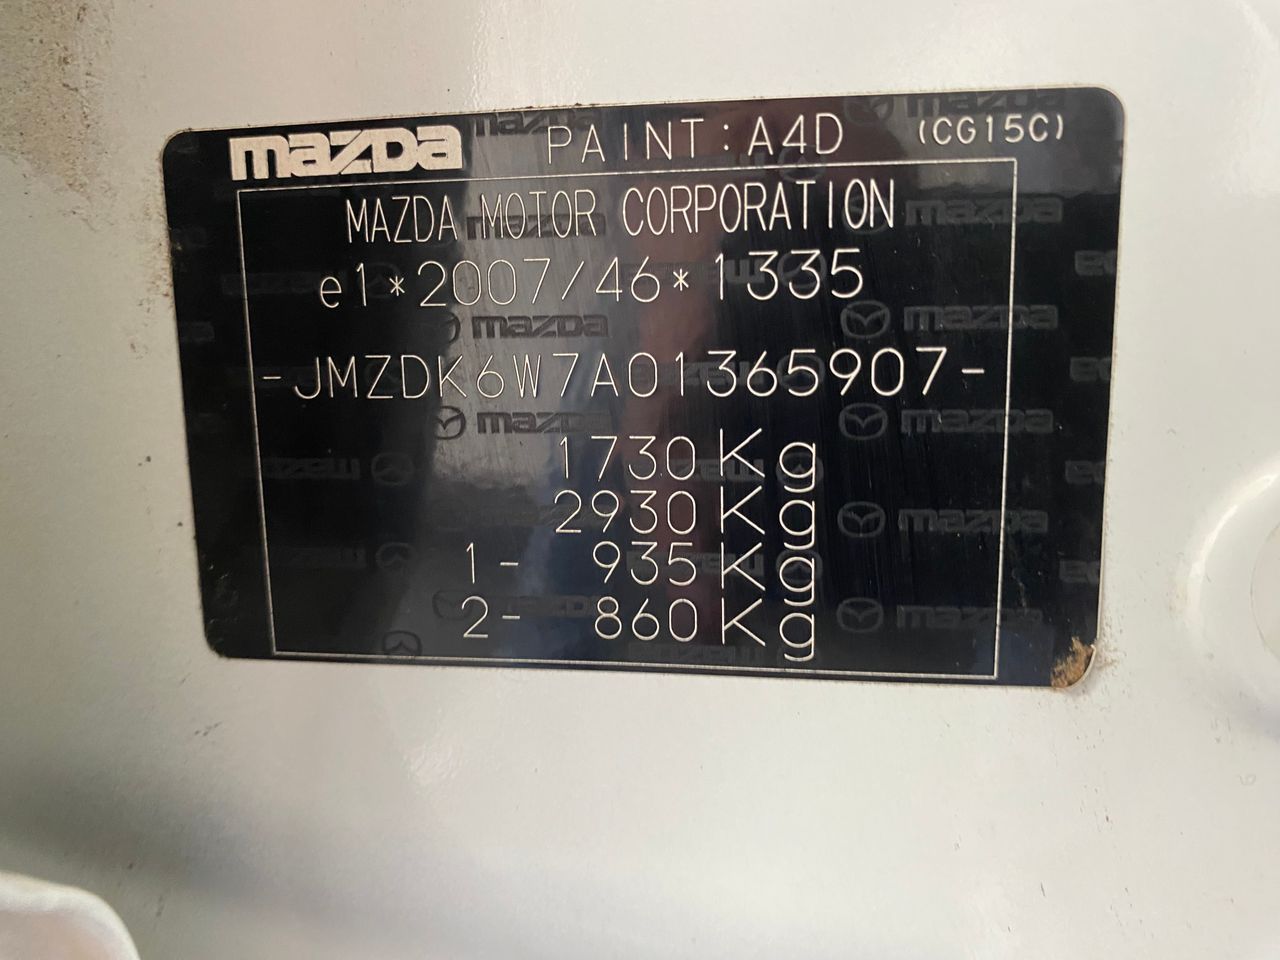 mazda PAINT: A4D (CG15C)
MAZDA MOTOR CORPORATION
e1*2007/46*1335
-JMZDK6W7A01365907-
1730Kg
2930Kg
1- 935Kg
2- 860Kg